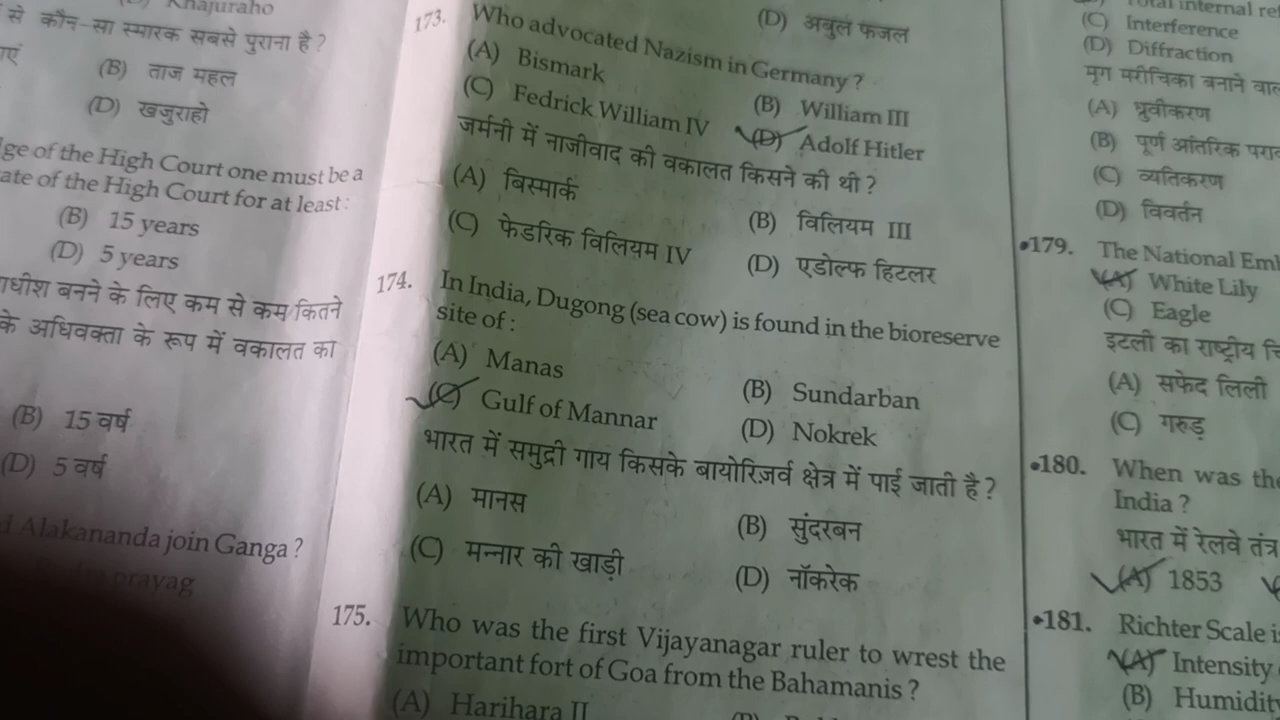 Khajuraho
से कौन-सा स्मारक सबसे पुराना है ?
(B) ताज महल
(D) खजुराहो
of the High Court one must be a
of the High Court for at least :
(B) 15 years
(D) 5 years
बनने के लिए कम से कम कितने
के अधिवक्ता के रूप में वकालत का
(B) 15 वर्ष
(D) 5 वर्ष
Alakananda join Ganga ?
(D) अबुल फजल
173. Who advocated Nazism in Germany ?
(A) Bismark
(B) William III
(C) Fedrick William IV
(D) Adolf Hitler
जर्मनी में नाजीवाद की वकालत किसने की थी ?
(A) बिस्मार्क
(B) विलियम III
(C) फेडरिक विलियम IV
(D) एडोल्फ हिटलर
174. In India, Dugong (sea cow) is found in the bioreserve
site of :
(A) Manas
(B) Sundarban
(C) Gulf of Mannar
(D) Nokrek
भारत में समुद्री गाय किसके बायोरिज़र्व क्षेत्र में पाई जाती है ?
(A) मानस
(B) सुंदरबन
(C) मन्नार की खाड़ी
(D) नॉकरेक
175. Who was the first Vijayanagar ruler to wrest the
important fort of Goa from the Bahamanis ?
(A) Harihara II
internal
(C) Interference
(D) Diffraction
मृग मरीचिका बनाने
(A) ध्रुवीकरण
(B) पूर्ण आंतरिक
(C) व्यतिकरण
(D) विवर्तन
179. The National
(A) White Lily
(C) Eagle
इटली का राष्ट्रीय
(A) सफेद लिली
(C) गरुड़
180. When was the
India ?
भारत में रेलवे तंत्र
(A) 1853
181. Richter Scale
(A) Intensity
(B)